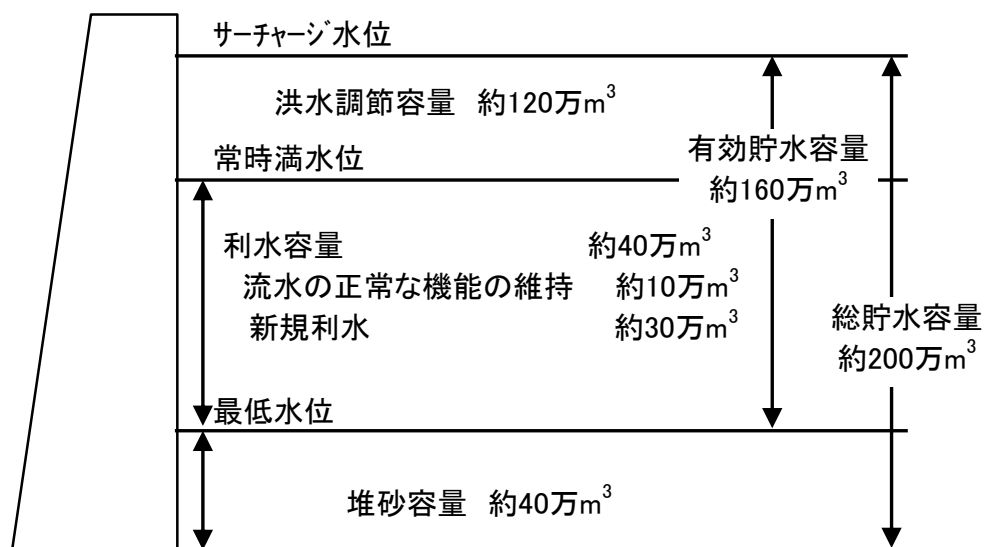 サーチャージ水位
洪水調節容量 約120万m³
常時満水位
有効貯水容量
約160万m³
利水容量 約40万m³
流水の正常な機能の維持 約10万m³
新規利水 約30万m³
総貯水容量
約200万m³
最低水位
堆砂容量 約40万m³